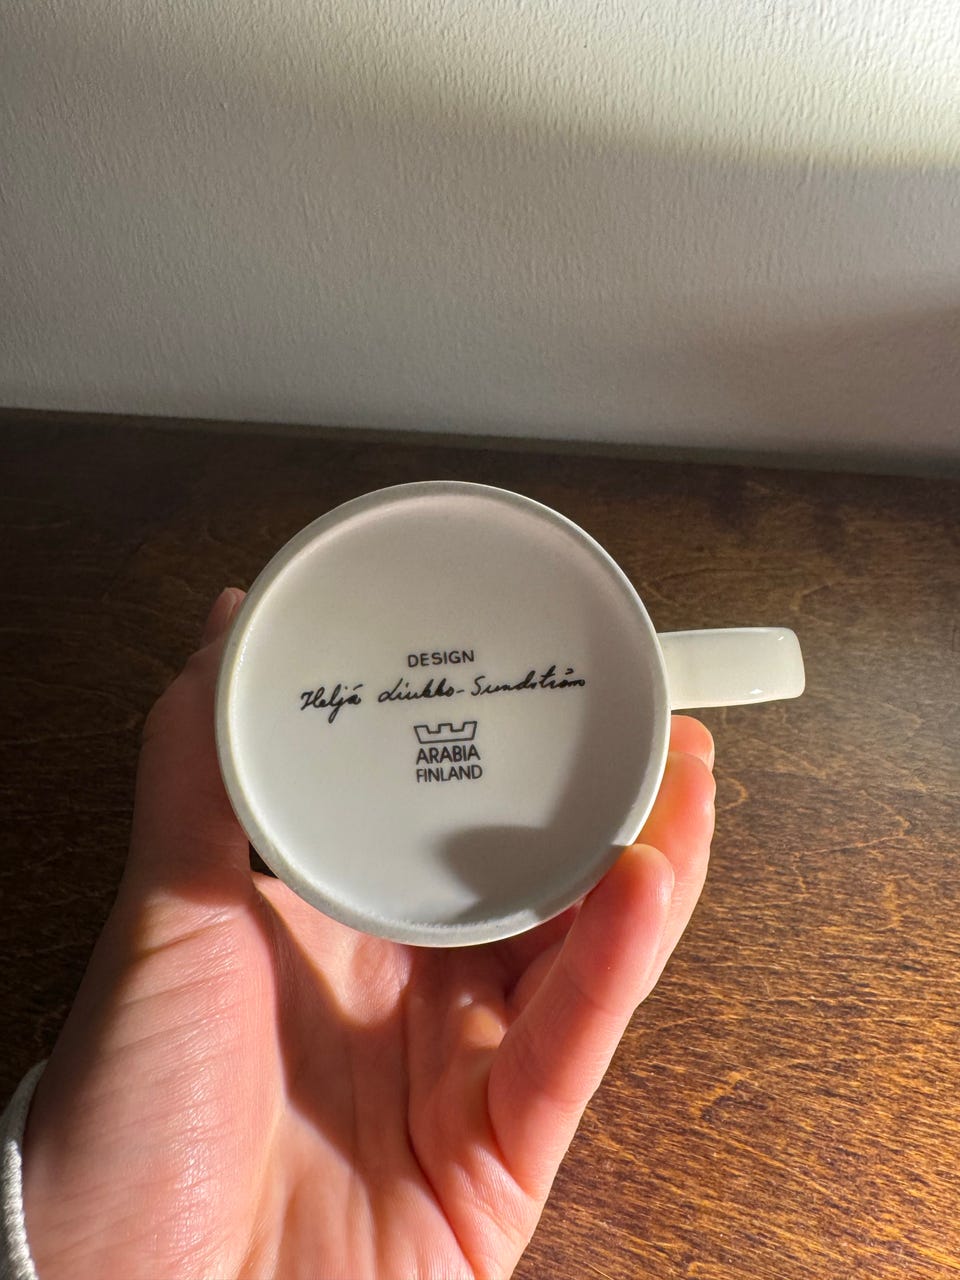 DESIGN
Heljä Liukko-Sundström
ARABIA
FINLAND